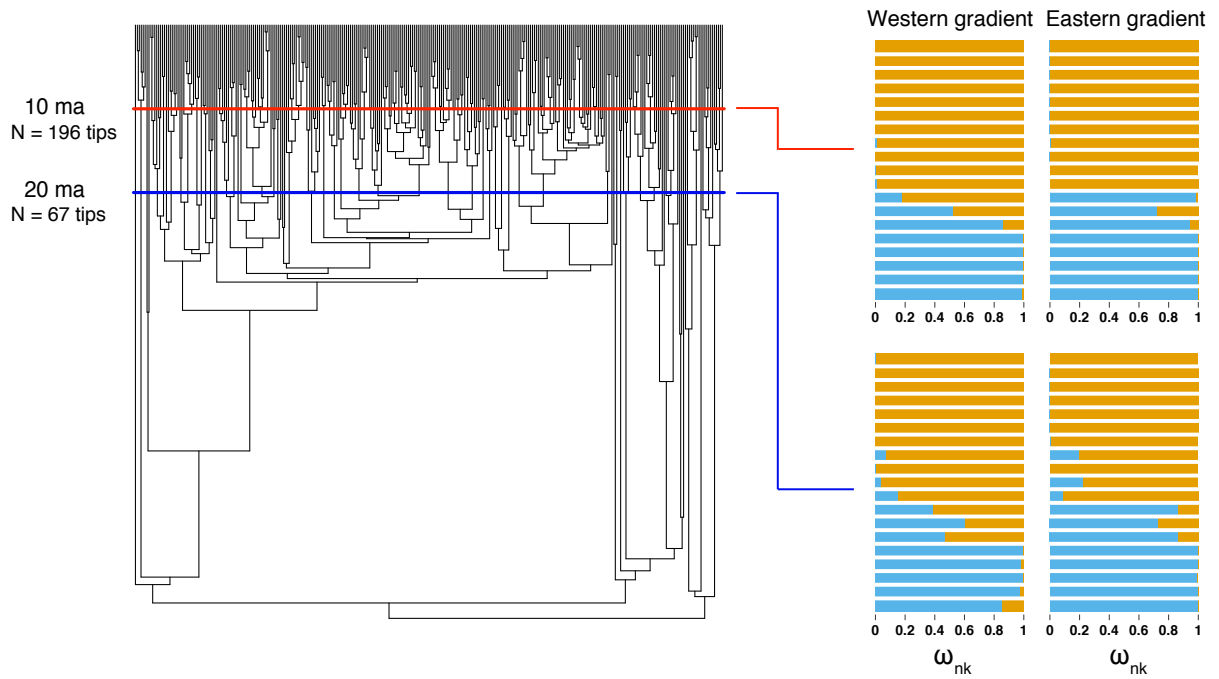 Western gradient Eastern gradient
10 ma
N = 196 tips
20 ma
N = 67 tips
0 0.2 0.4 0.6 0.8 1 0 0.2 0.4 0.6 0.8 1
0 0.2 0.4 0.6 0.8 1 0 0.2 0.4 0.6 0.8 1
ωnk ωnk